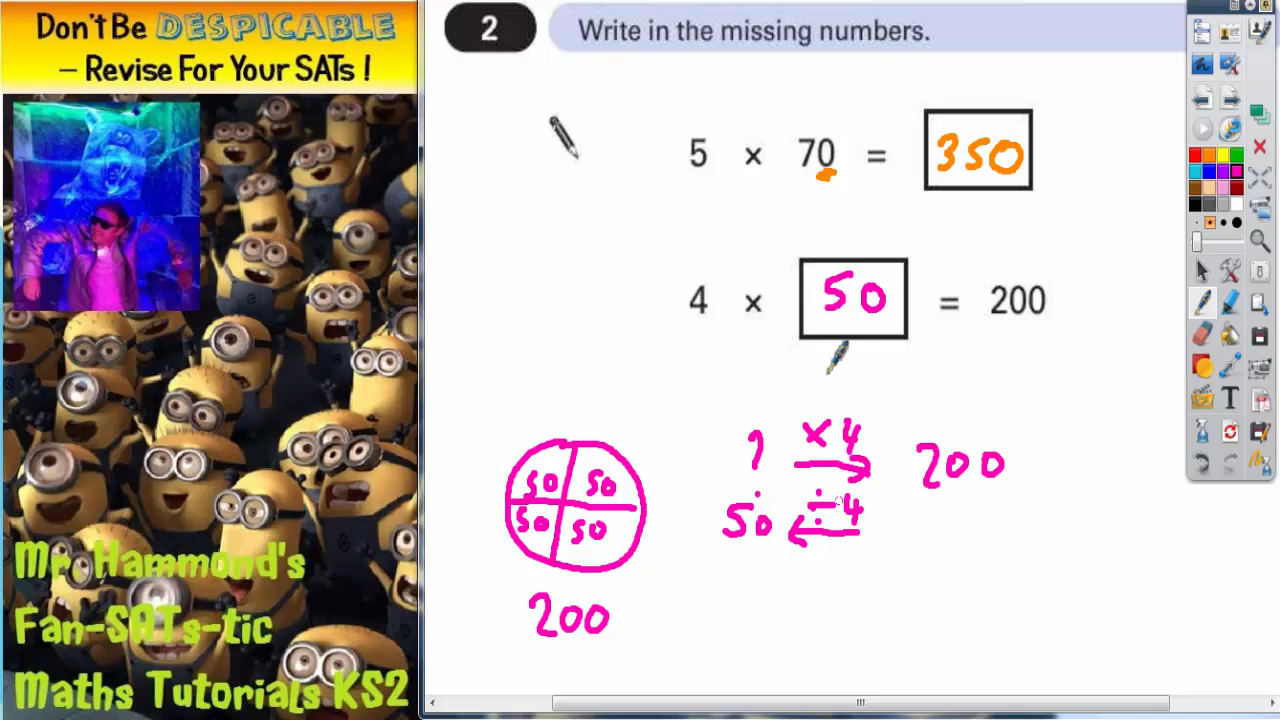 Don't Be DESPICABLE
– Revise For Your SATs !
Mr. Hammond's
Fan-SATs-tic
Maths Tutorials KS2
2 Write in the missing numbers.
5 × 70 = 350
4 × 50 = 200
? × 4 200
50 ÷ 4
50 50
50 50
200